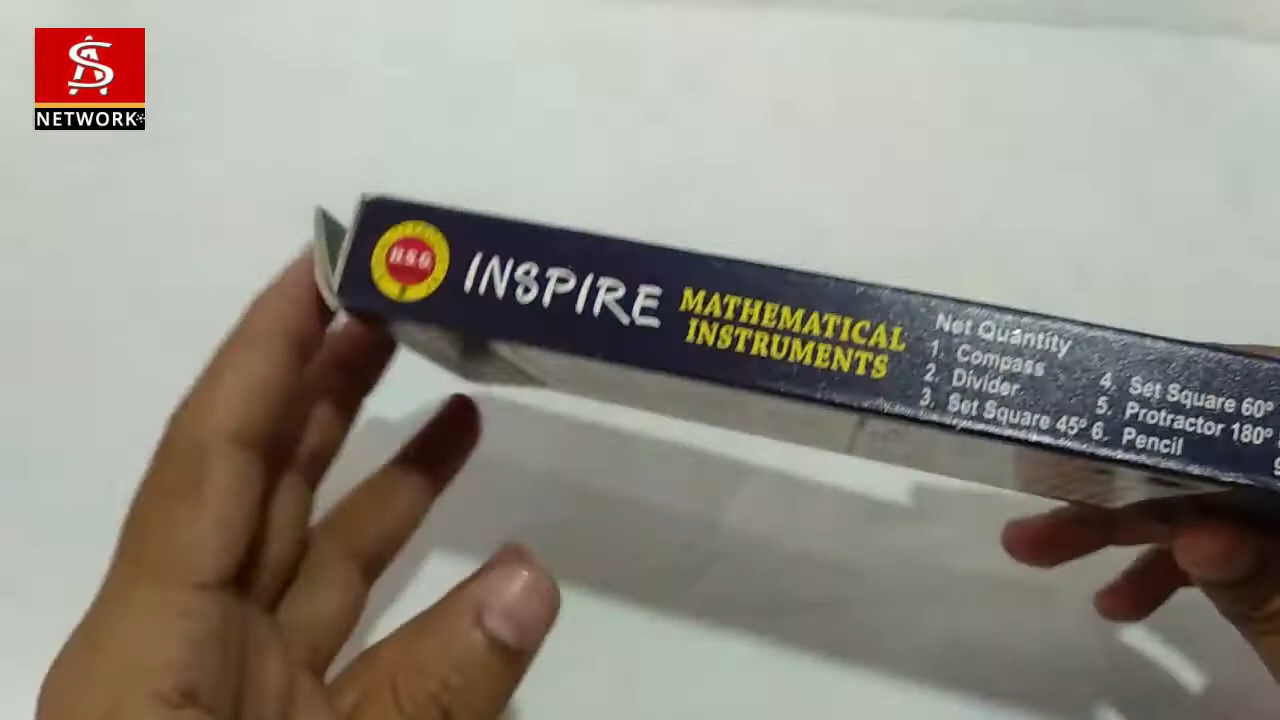 SA
NETWORK
INSPIRE
MATHEMATICAL
INSTRUMENTS
Net Quantity
1. Compass
2. Divider
3. Set Square 45°
4. Set Square 60°
5. Protractor 180°
6. Pencil